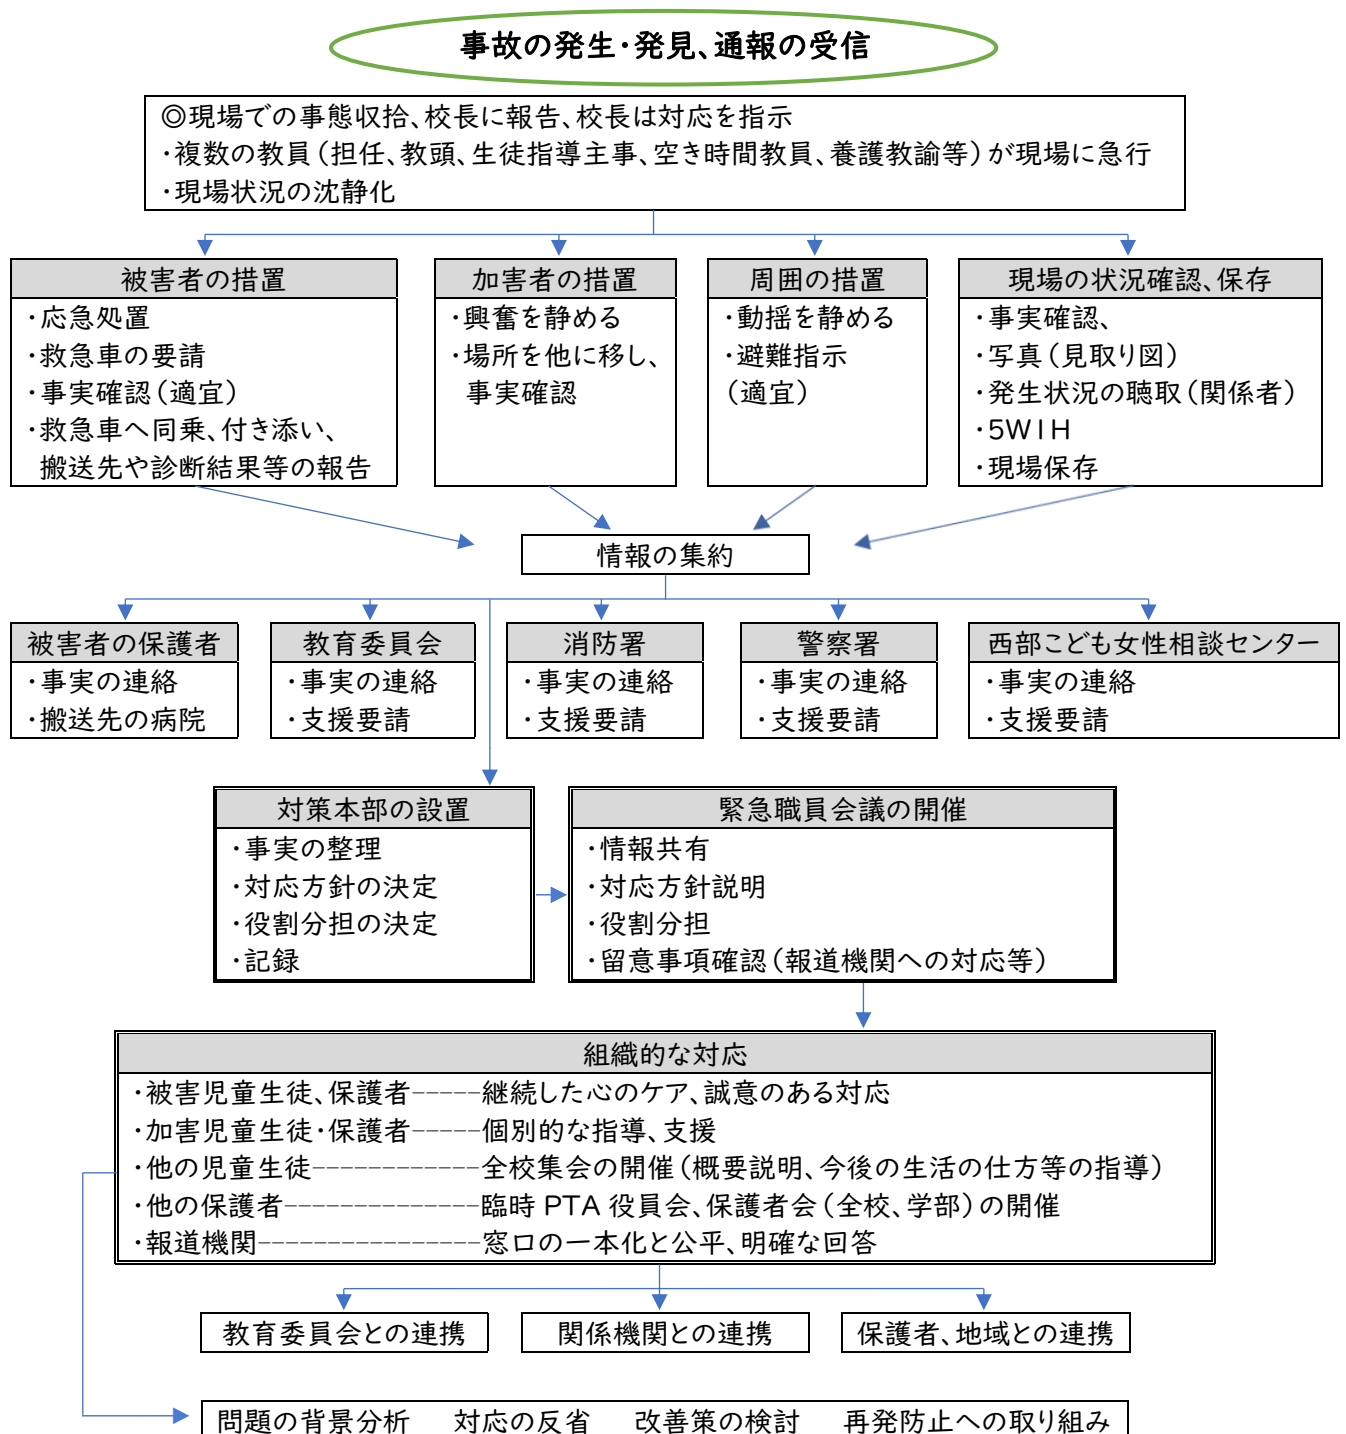 事故の発生・発見、通報の受信
◎現場での事態収拾、校長に報告、校長は対応を指示
・複数の教員（担任、教頭、生徒指導主事、空き時間教員、養護教諭等）が現場に急行
・現場状況の沈静化
被害者の措置
・応急処置
・救急車の要請
・事実確認（適宜）
・救急車へ同乗、付き添い、
搬送先や診断結果等の報告
加害者の措置
・興奮を静める
・場所を他に移し、
事実確認
周囲の措置
・動揺を静める
・避難指示
（適宜）
現場の状況確認、保存
・事実確認、
・写真（見取り図）
・発生状況の聴取（関係者）
・5W1H
・現場保存
情報の集約
被害者の保護者
・事実の連絡
・搬送先の病院
教育委員会
・事実の連絡
・支援要請
消防署
・事実の連絡
・支援要請
警察署
・事実の連絡
・支援要請
西部こども女性相談センター
・事実の連絡
・支援要請
対策本部の設置
・事実の整理
・対応方針の決定
・役割分担の決定
・記録
緊急職員会議の開催
・情報共有
・対応方針説明
・役割分担
・留意事項確認（報道機関への対応等）
組織的な対応
・被害児童生徒、保護者-----継続した心のケア、誠意のある対応
・加害児童生徒・保護者-----個別的な指導、支援
・他の児童生徒------------全校集会の開催（概要説明、今後の生活の仕方等の指導）
・他の保護者--------------臨時 PTA 役員会、保護者会（全校、学部）の開催
・報道機関----------------窓口の一本化と公平、明確な回答
教育委員会との連携
関係機関との連携
保護者、地域との連携
問題の背景分析　対応の反省　改善策の検討　再発防止への取り組み